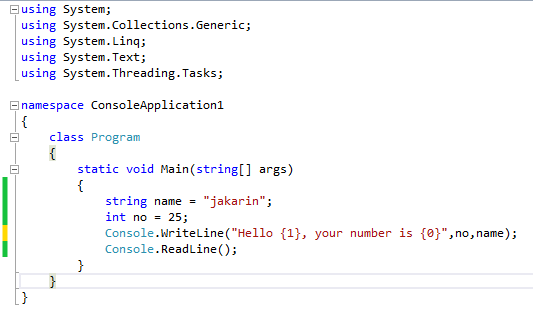 using System;
using System.Collections.Generic;
using System.Linq;
using System.Text;
using System.Threading.Tasks;
namespace ConsoleApplication1
{
class Program
{
static void Main(string[] args)
{
string name = "jakarin";
int no = 25;
Console.WriteLine("Hello {1}, your number is {0}",no,name);
Console.ReadLine();
}
}
}